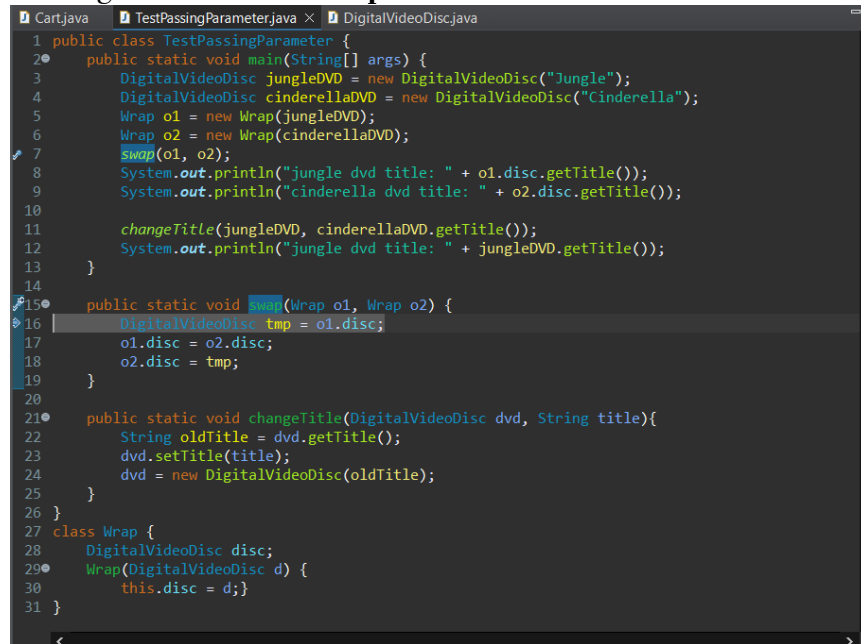 Cart.java TestPassingParameter.java × DigitalVideoDisc.java
1 public class TestPassingParameter {
2 public static void main(String[] args) {
3 DigitalVideoDisc jungleDVD = new DigitalVideoDisc("Jungle");
4 DigitalVideoDisc cinderellaDVD = new DigitalVideoDisc("Cinderella");
5 Wrap o1 = new Wrap(jungleDVD);
6 Wrap o2 = new Wrap(cinderellaDVD);
7 swap(o1, o2);
8 System.out.println("jungle dvd title: " + o1.disc.getTitle());
9 System.out.println("cinderella dvd title: " + o2.disc.getTitle());
10
11 changeTitle(jungleDVD, cinderellaDVD.getTitle());
12 System.out.println("jungle dvd title: " + jungleDVD.getTitle());
13 }
14
15 public static void swap(Wrap o1, Wrap o2) {
16 DigitalVideoDisc tmp = o1.disc;
17 o1.disc = o2.disc;
18 o2.disc = tmp;
19 }
20
21 public static void changeTitle(DigitalVideoDisc dvd, String title){
22 String oldTitle = dvd.getTitle();
23 dvd.setTitle(title);
24 dvd = new DigitalVideoDisc(oldTitle);
25 }
26 }
27 class Wrap {
28 DigitalVideoDisc disc;
29 Wrap(DigitalVideoDisc d) {
30 this.disc = d;}
31 }